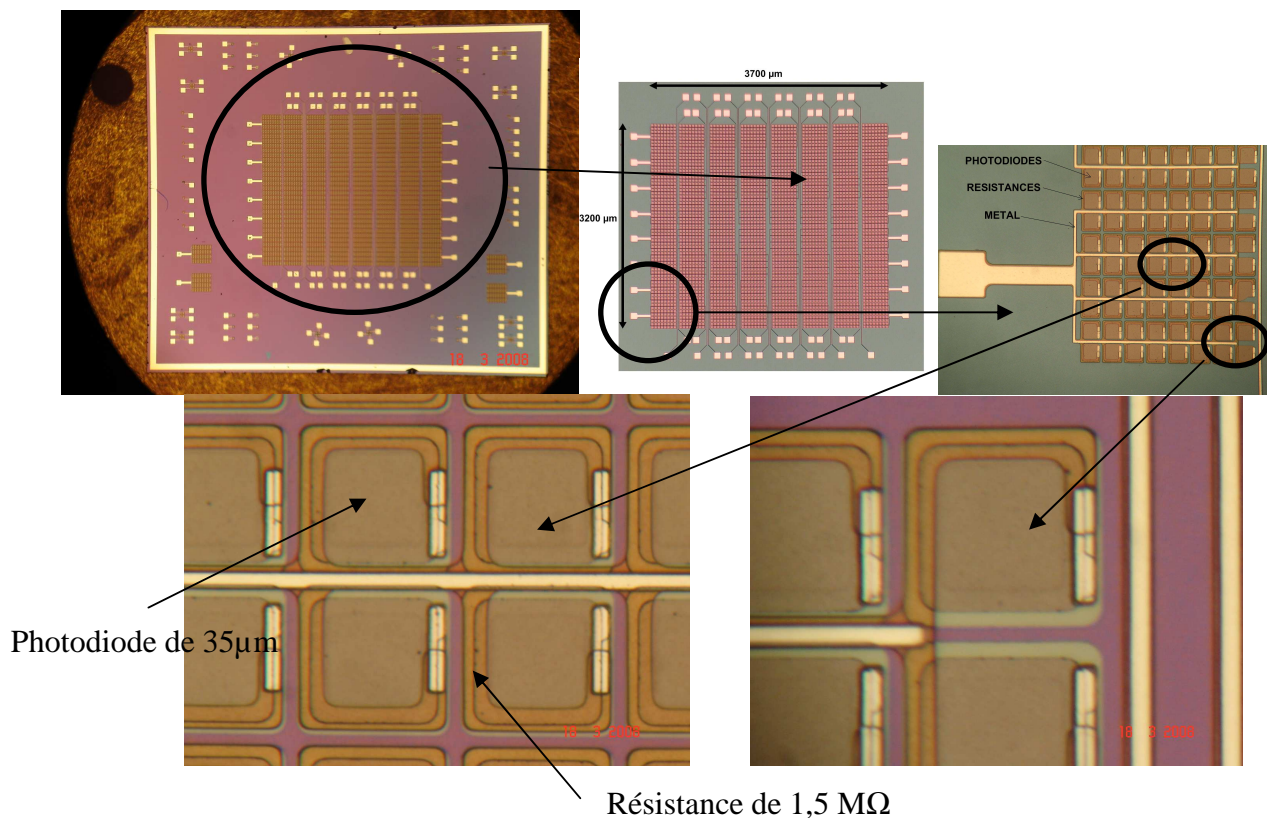 3700 µm
3200 µm
PHOTODIODES
RESISTANCES
METAL
18 3 2008
Photodiode de 35µm
18 3 2008
18 3 2008
Résistance de 1,5 MΩ